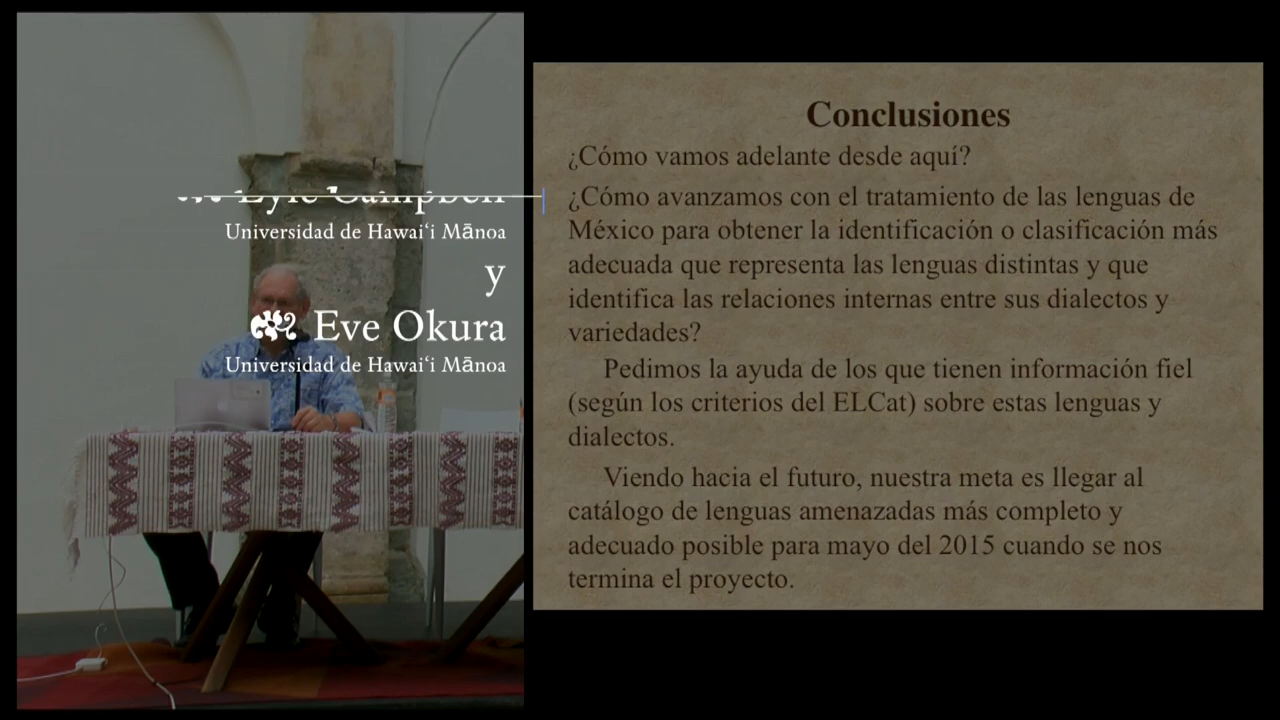 Lyle Campbell
Universidad de Hawaiʻi Mānoa
y
Eve Okura
Universidad de Hawaiʻi Mānoa
Conclusiones
¿Cómo vamos adelante desde aquí?
¿Cómo avanzamos con el tratamiento de las lenguas de
México para obtener la identificación o clasificación más
adecuada que representa las lenguas distintas y que
identifica las relaciones internas entre sus dialectos y
variedades?
Pedimos la ayuda de los que tienen información fiel
(según los criterios del ELCat) sobre estas lenguas y
dialectos.
Viendo hacia el futuro, nuestra meta es llegar al
catálogo de lenguas amenazadas más completo y
adecuado posible para mayo del 2015 cuando se nos
termina el proyecto.